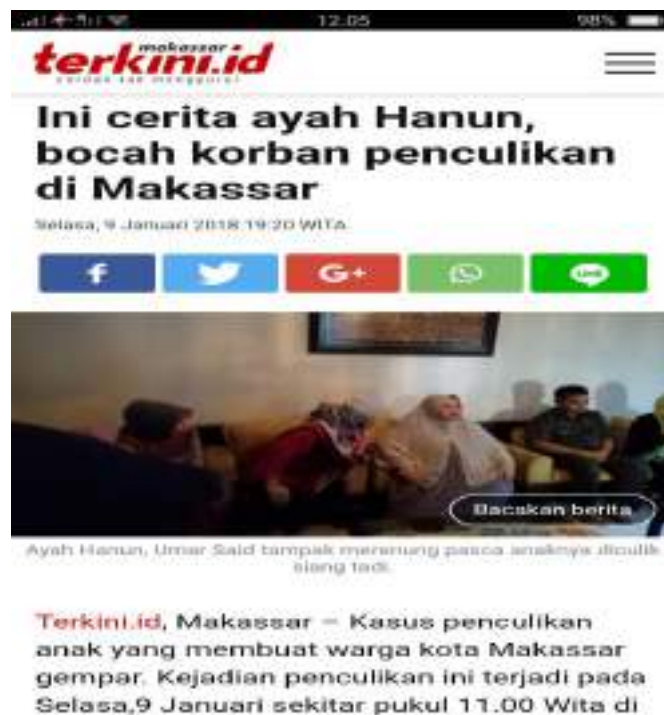 12.05
98%
makassar
terkini.id
Ini cerita ayah Hanun,
bocah korban penculikan
di Makassar
Selasa, 9 Januari 2018 19:20 WITA
f
G+
LINE
Bacakan berita
Ayah Hanun, Umar Said tampak merenung pasca anaknya diculik
siang tadi.
Terkini.id, Makassar – Kasus penculikan
anak yang membuat warga kota Makassar
gempar. Kejadian penculikan ini terjadi pada
Selasa,9 Januari sekitar pukul 11.00 Wita di